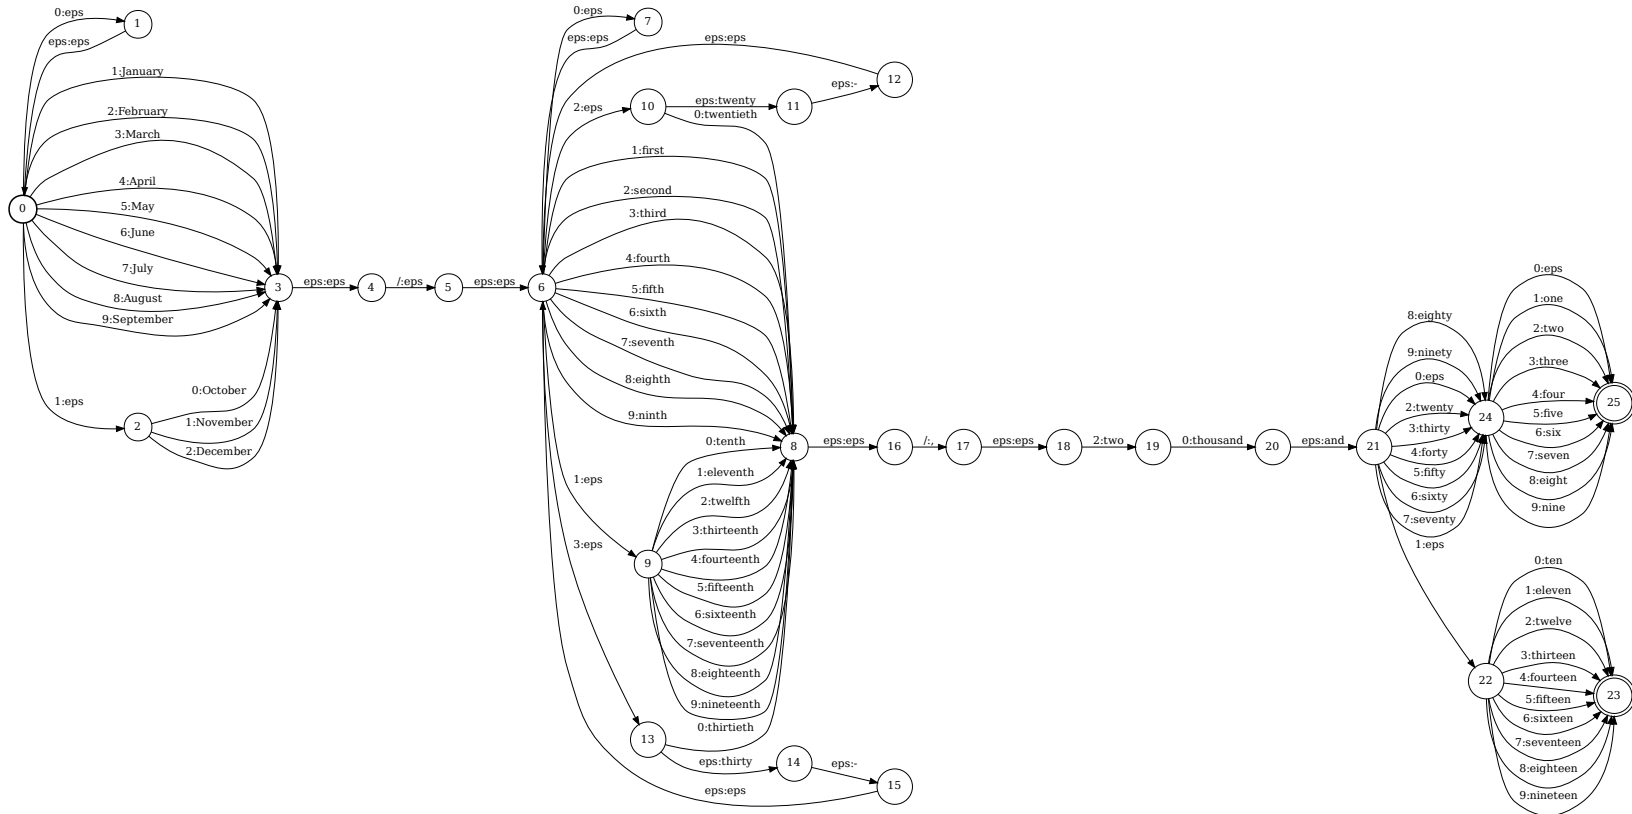 0:eps
1
eps:eps
1:January
2:February
3:March
4:April
0
5:May
6:June
7:July
8:August
9:September
1:eps
2
0:October
1:November
2:December
3
eps:eps
4
/:eps
5
eps:eps
6
0:eps
7
eps:eps
eps:eps
12
2:eps
10
eps:twenty
11
eps:-
0:twentieth
1:first
2:second
3:third
4:fourth
5:fifth
6:sixth
7:seventh
8:eighth
9:ninth
1:eps
9
0:tenth
1:eleventh
2:twelfth
3:thirteenth
4:fourteenth
5:fifteenth
6:sixteenth
7:seventeenth
8:eighteenth
9:nineteenth
3:eps
13
0:thirtieth
eps:thirty
14
eps:-
15
eps:eps
8
eps:eps
16
/:,
17
eps:eps
18
2:two
19
0:thousand
20
eps:and
21
8:eighty
9:ninety
0:eps
2:twenty
3:thirty
4:forty
5:fifty
6:sixty
7:seventy
1:eps
24
0:eps
1:one
2:two
3:three
4:four
5:five
6:six
7:seven
8:eight
9:nine
25
22
0:ten
1:eleven
2:twelve
3:thirteen
4:fourteen
5:fifteen
6:sixteen
7:seventeen
8:eighteen
9:nineteen
23